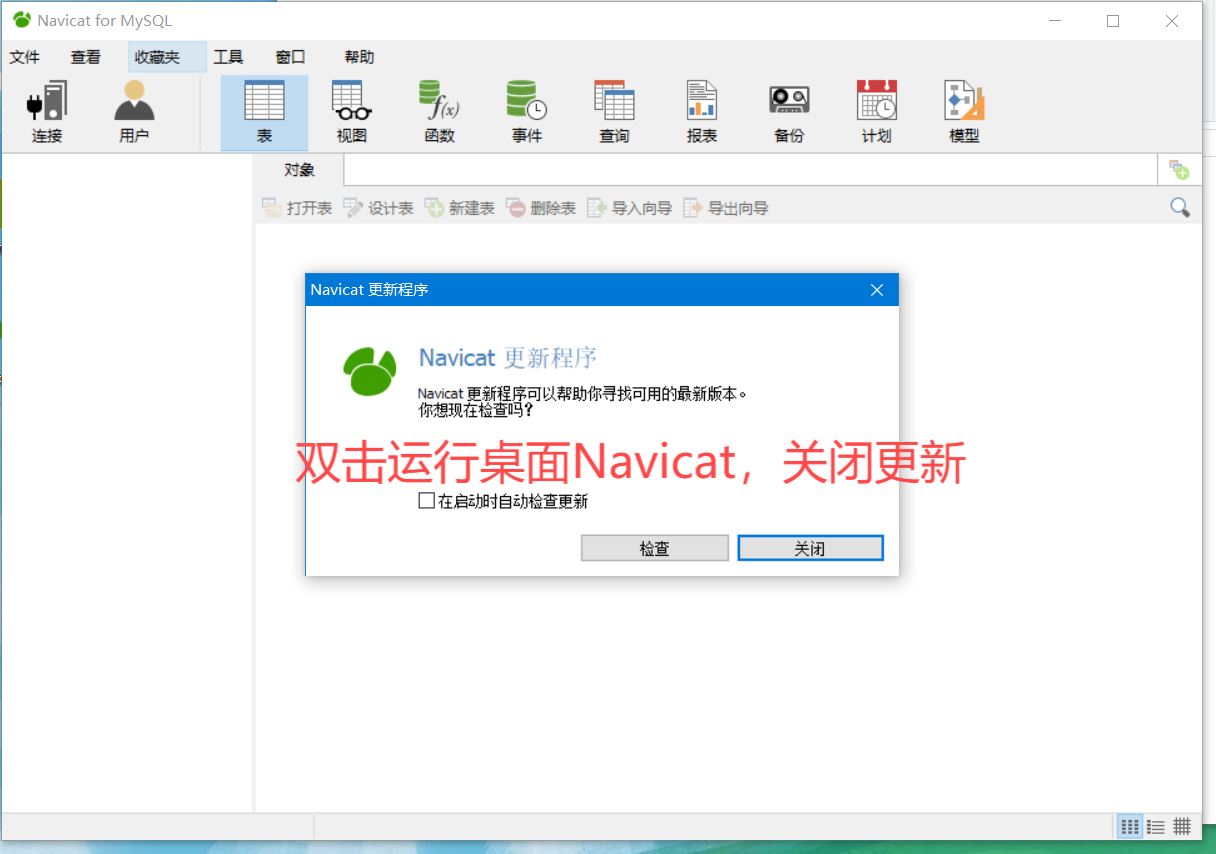 Navicat for MySQL
文件 查看 收藏夹 工具 窗口 帮助
连接 用户 表 视图 函数 事件 查询 报表 备份 计划 模型
对象
打开表 设计表 新建表 删除表 导入向导 导出向导
Navicat 更新程序
Navicat 更新程序
Navicat 更新程序可以帮助你寻找可用的最新版本。
你想现在检查吗?
双击运行桌面Navicat，关闭更新
在启动时自动检查更新
检查 关闭